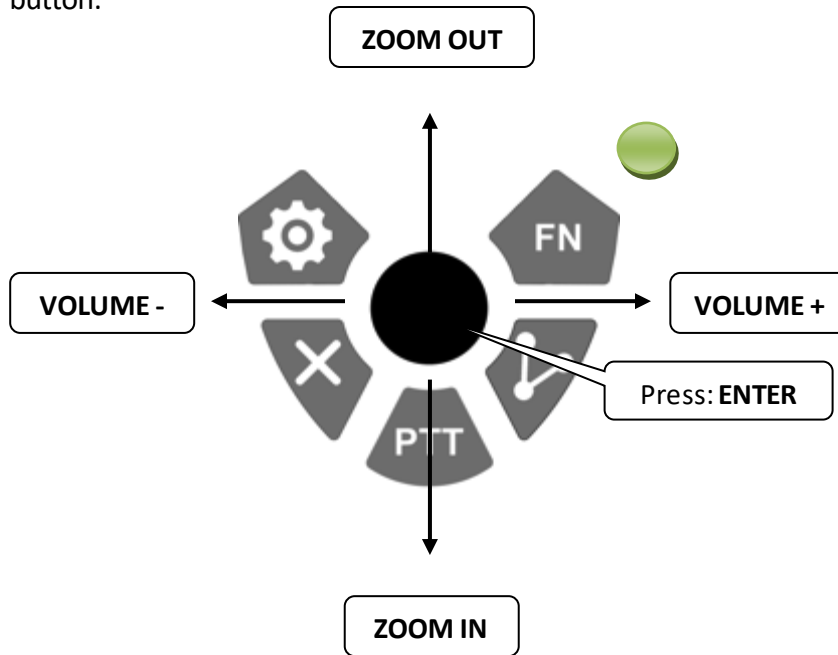 button.
ZOOM OUT
FN
VOLUME -
VOLUME +
Press: ENTER
PTT
ZOOM IN